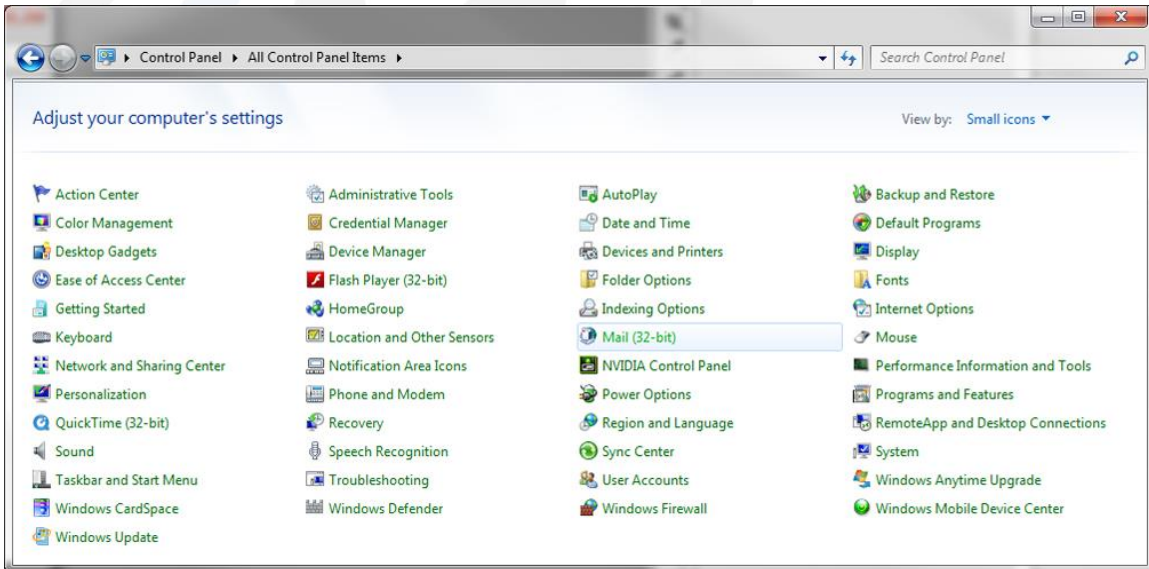 Control Panel All Control Panel Items Search Control Panel
Adjust your computer's settings View by: Small icons
Action Center Administrative Tools AutoPlay Backup and Restore
Color Management Credential Manager Date and Time Default Programs
Desktop Gadgets Device Manager Devices and Printers Display
Ease of Access Center Flash Player (32-bit) Folder Options Fonts
Getting Started HomeGroup Indexing Options Internet Options
Keyboard Location and Other Sensors Mail (32-bit) Mouse
Network and Sharing Center Notification Area Icons NVIDIA Control Panel Performance Information and Tools
Personalization Phone and Modem Power Options Programs and Features
QuickTime (32-bit) Recovery Region and Language RemoteApp and Desktop Connections
Sound Speech Recognition Sync Center System
Taskbar and Start Menu Troubleshooting User Accounts Windows Anytime Upgrade
Windows CardSpace Windows Defender Windows Firewall Windows Mobile Device Center
Windows Update